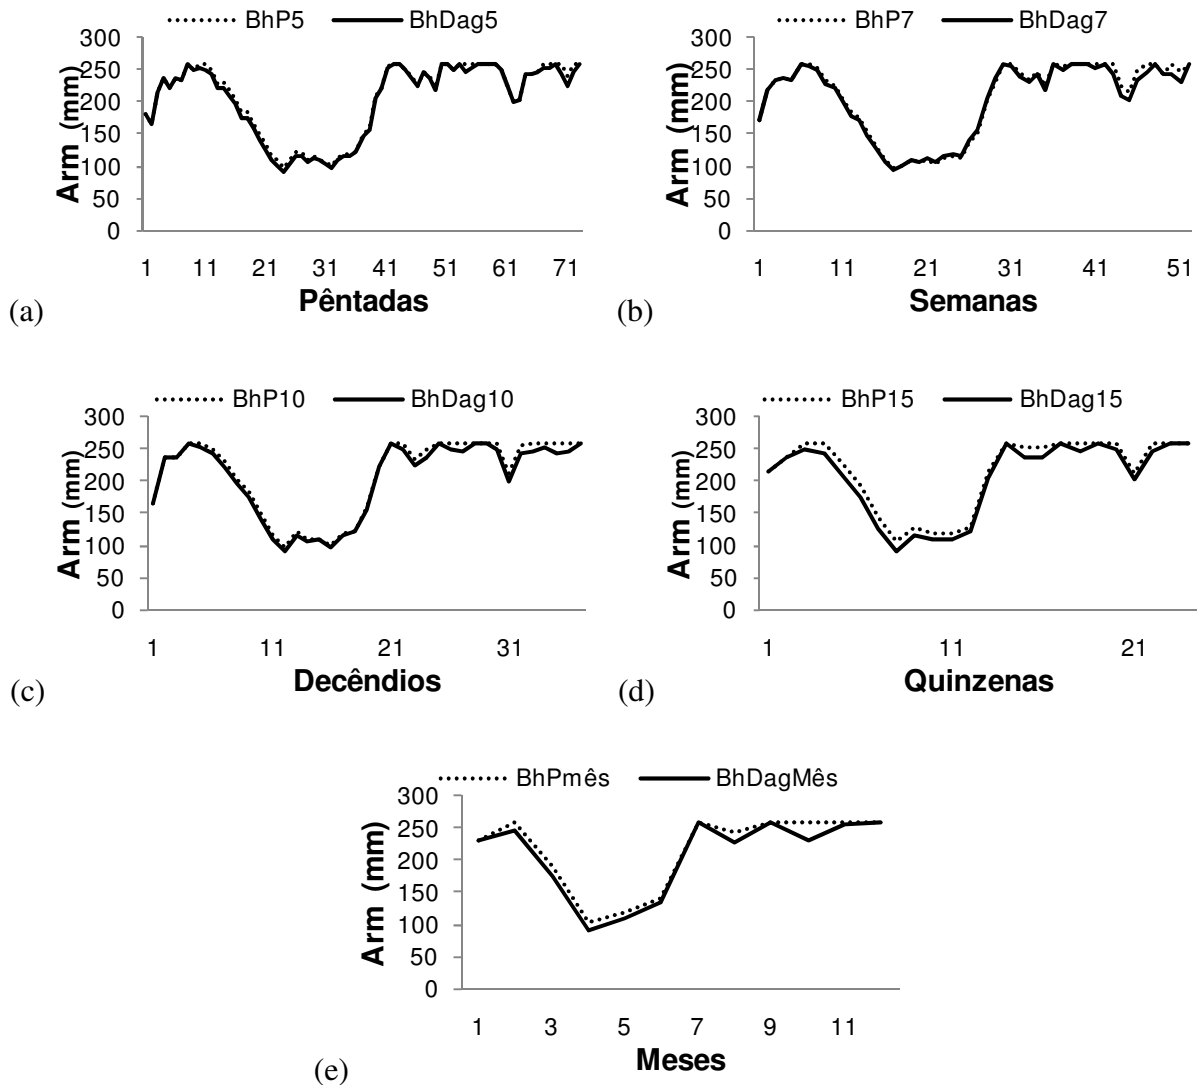 BhP5 BhDag5
Arm (mm)
300
250
200
150
100
50
0
1 11 21 31 41 51 61 71
Pêntadas
(a)
BhP7 BhDag7
Arm (mm)
300
250
200
150
100
50
0
1 11 21 31 41 51
Semanas
(b)
BhP10 BhDag10
Arm (mm)
300
250
200
150
100
50
0
1 11 21 31
Decêndios
(c)
BhP15 BhDag15
Arm (mm)
300
250
200
150
100
50
0
1 11 21
Quinzenas
(d)
BhPmês BhDagMês
Arm (mm)
300
250
200
150
100
50
0
1 3 5 7 9 11
Meses
(e)